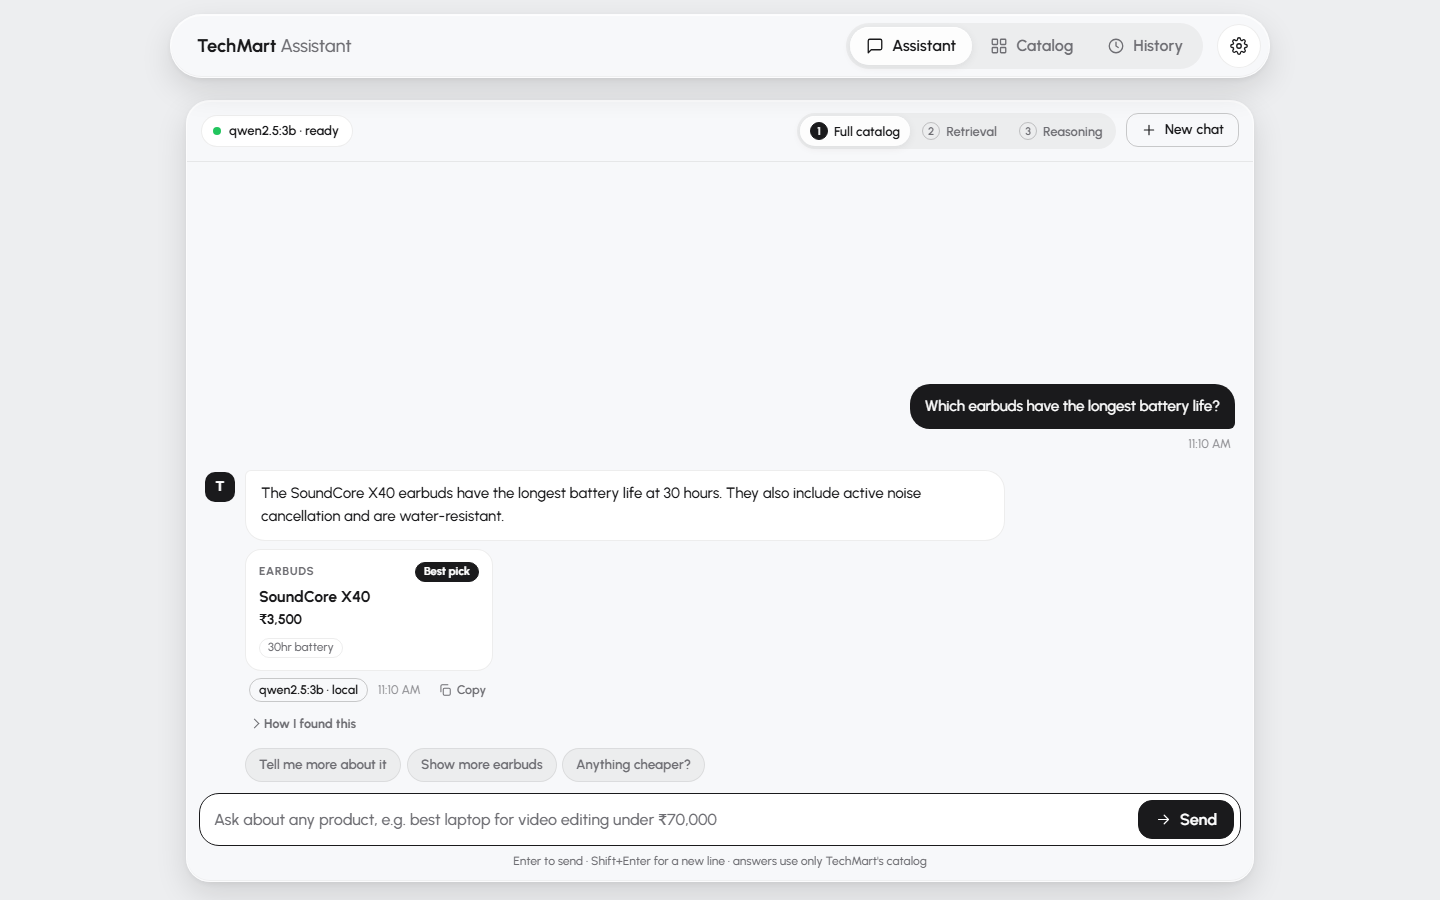 TechMart Assistant
Assistant
Catalog
History
qwen2.5:3b · ready
1 Full catalog
2 Retrieval
3 Reasoning
New chat
Which earbuds have the longest battery life?
11:10 AM
T
The SoundCore X40 earbuds have the longest battery life at 30 hours. They also include active noise
cancellation and are water-resistant.
EARBUDS
Best pick
SoundCore X40
₹3,500
30hr battery
qwen2.5:3b · local
11:10 AM
Copy
How I found this
Tell me more about it
Show more earbuds
Anything cheaper?
Ask about any product, e.g. best laptop for video editing under ₹70,000
Send
Enter to send · Shift+Enter for a new line · answers use only TechMart's catalog